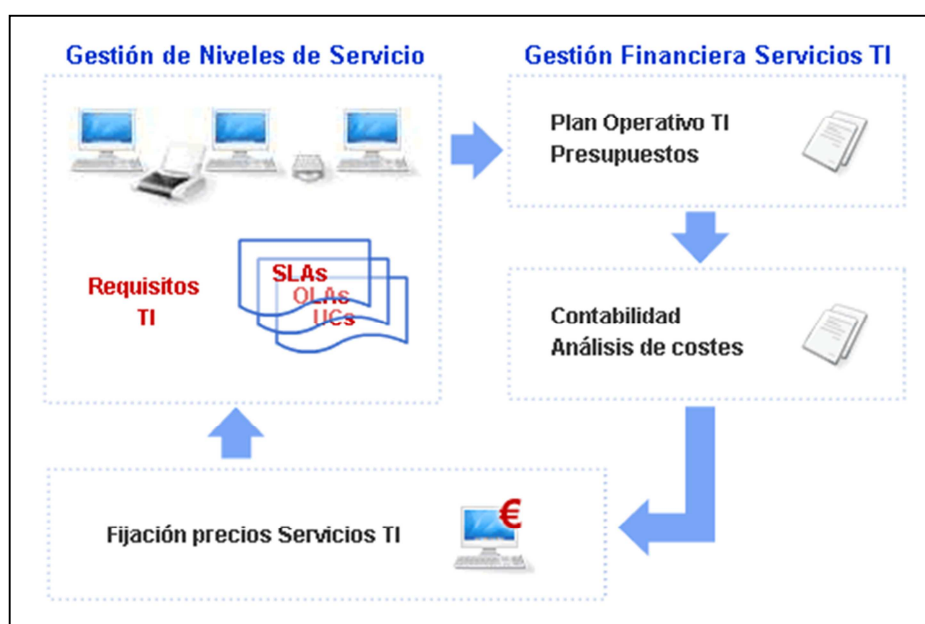 Gestión de Niveles de Servicio
Gestión Financiera Servicios TI
Plan Operativo TI
Presupuestos
Requisitos
TI
SLAs
OLAs
UCs
Contabilidad
Análisis de costes
Fijación precios Servicios TI
€